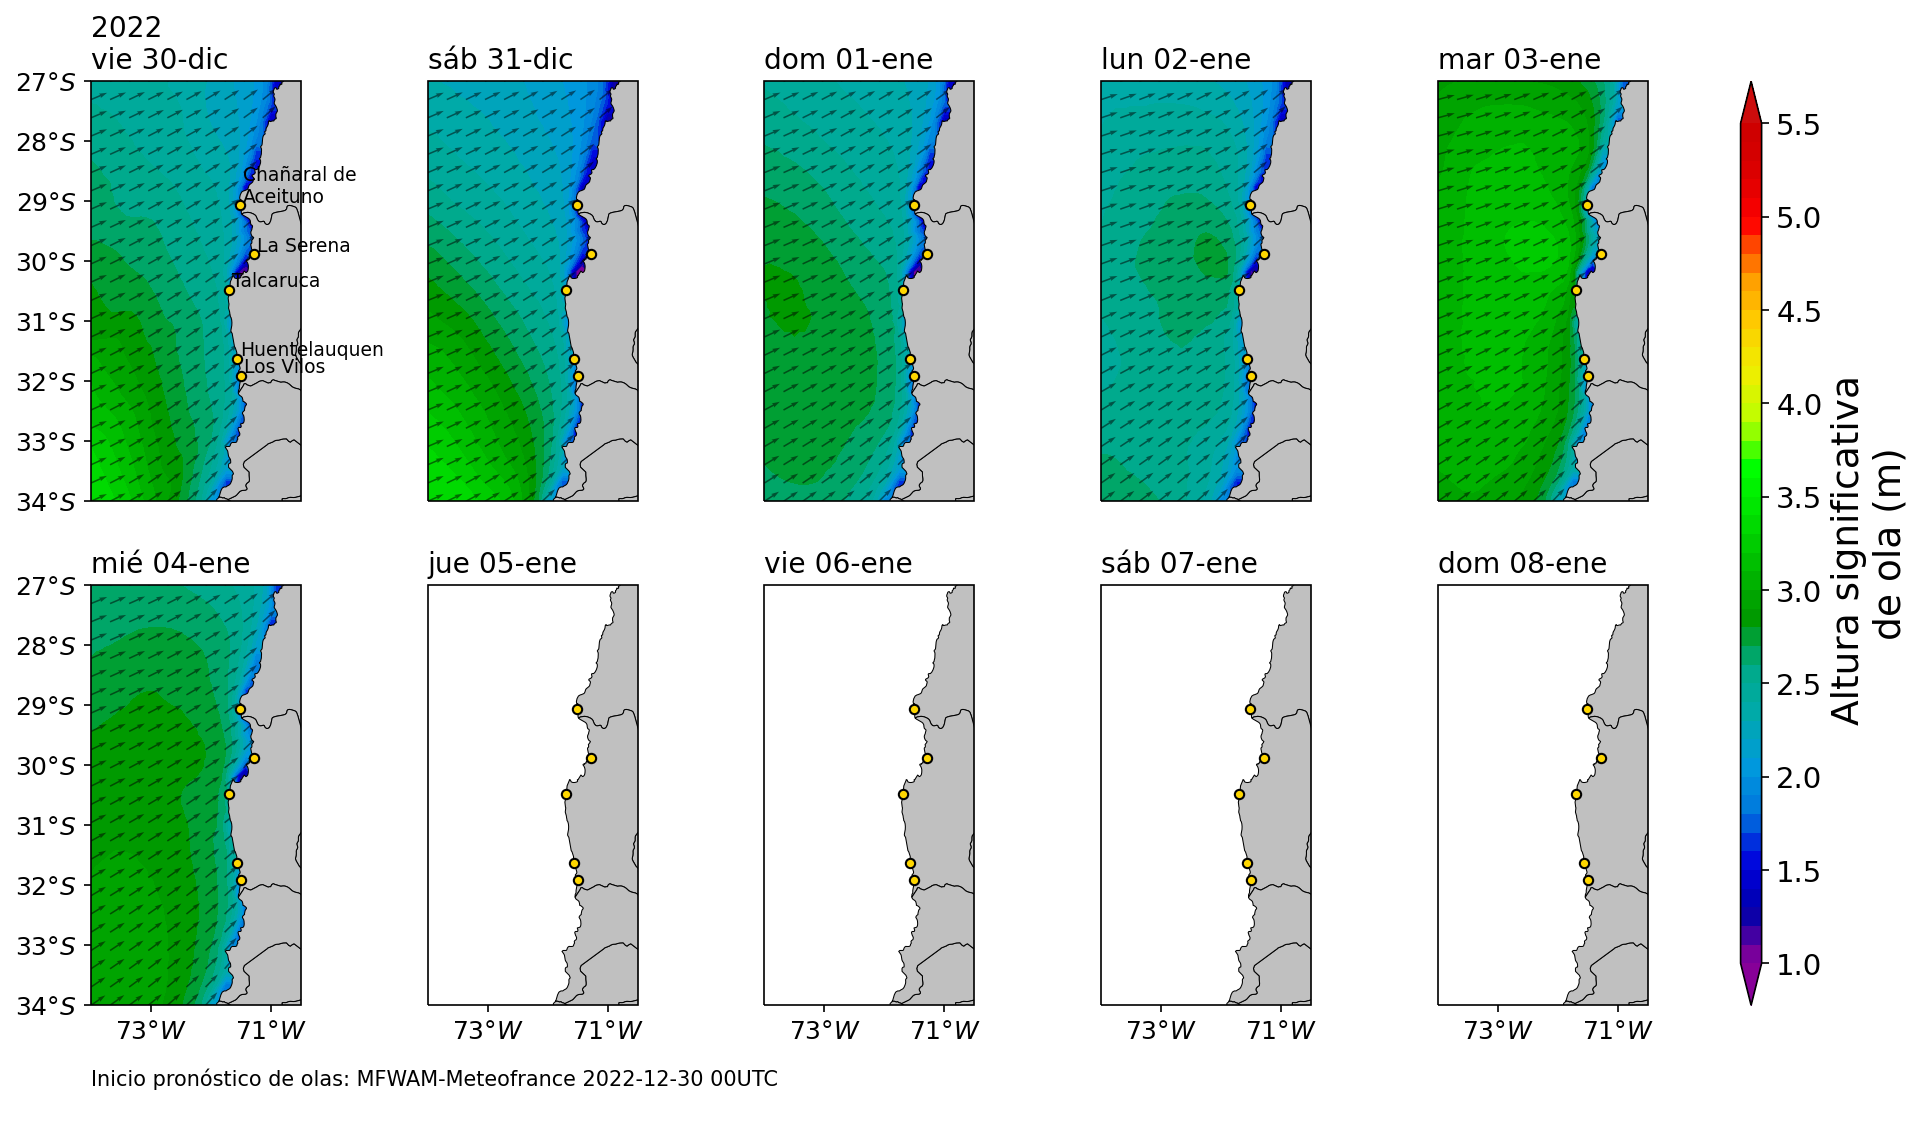 2022
vie 30-dic
sáb 31-dic
dom 01-ene
lun 02-ene
mar 03-ene
27°S
28°S
29°S
30°S
31°S
32°S
33°S
34°S
Chañaral de
Aceituno
La Serena
Talcaruca
Huentelauquen
Los Vilos
mié 04-ene
jue 05-ene
vie 06-ene
sáb 07-ene
dom 08-ene
27°S
28°S
29°S
30°S
31°S
32°S
33°S
34°S
73°W 71°W
73°W 71°W
73°W 71°W
73°W 71°W
73°W 71°W
5.5
5.0
4.5
4.0
3.5
3.0
2.5
2.0
1.5
1.0
Altura significativa
de ola (m)
Inicio pronóstico de olas: MFWAM-Meteofrance 2022-12-30 00UTC